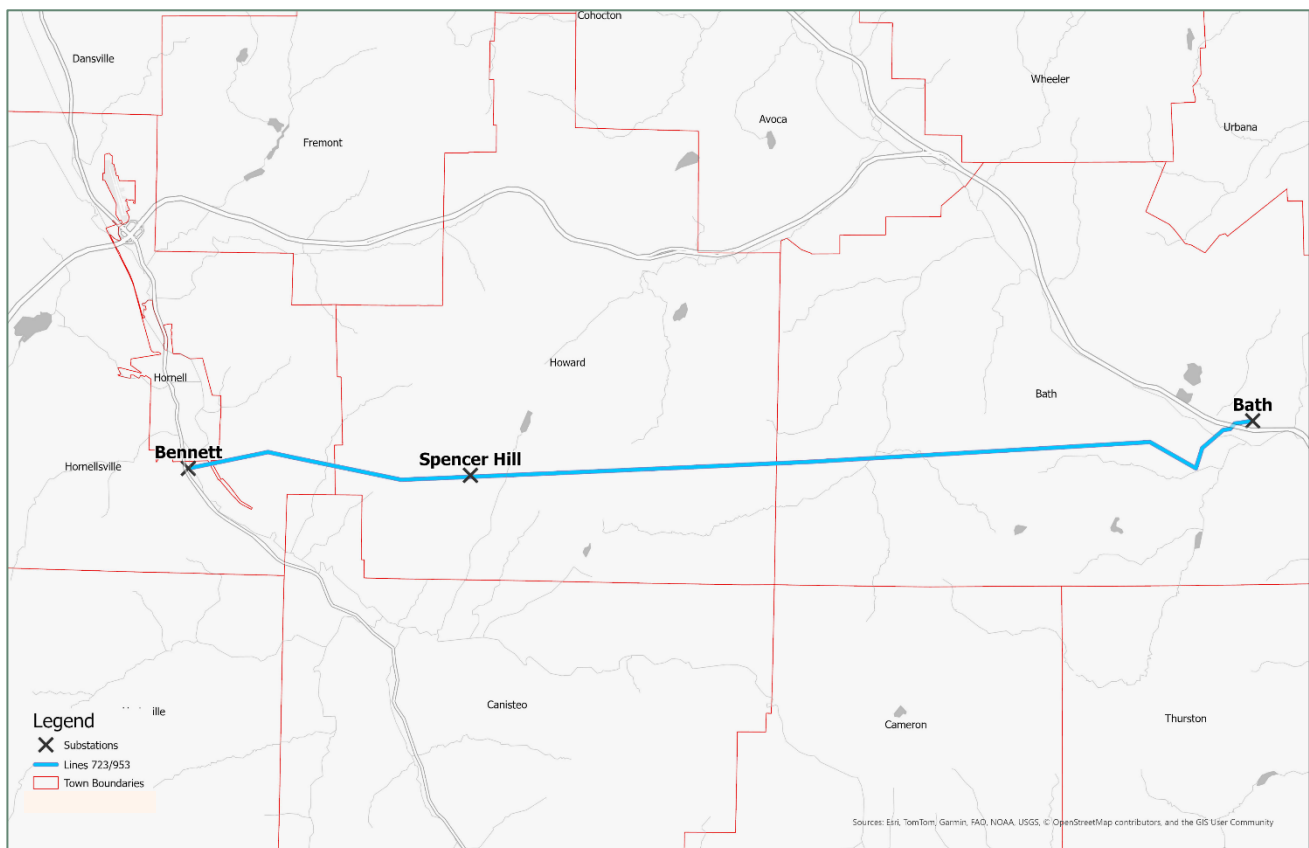 Cohocton
Dansville
Wheeler
Avoca
Urbana
Fremont
Howard
Hornell
Bath
Bath
Bennett
Spencer Hill
Hornellsville
Canisteo
Cameron
Thurston
Legend
Substations
Lines 723/953
Town Boundaries
Sources: Esri, TomTom, Garmin, FAO, NOAA, USGS, © OpenStreetMap contributors, and the GIS User Community